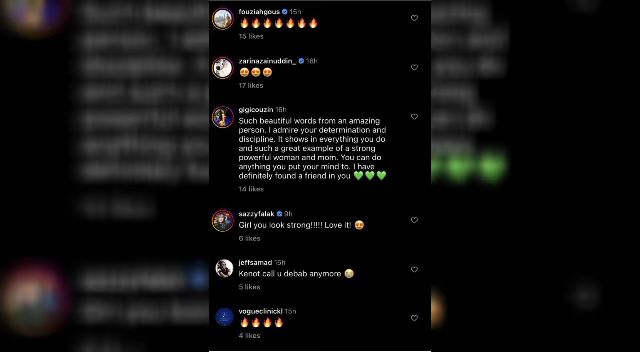 fouziahgous 15h
🔥🔥🔥🔥🔥🔥🔥
15 likes
zarinazainuddin_ 16h
😍😍😍
17 likes
gigicouzin 16h
Such beautiful words from an amazing
person. I admire your determination and
discipline. It shows in everything you do
and such a great example of a strong
powerful woman and mom. You can do
anything you put your mind to. I have
definitely found a friend in you 💚💚💚
14 likes
sazzyfalak 9h
Girl you look strong!!!!! Love it! 😍
6 likes
jeffsamad 15h
Kenot call u debab anymore 😂
5 likes
vogueclinickl 15h
🔥🔥🔥🔥
4 likes